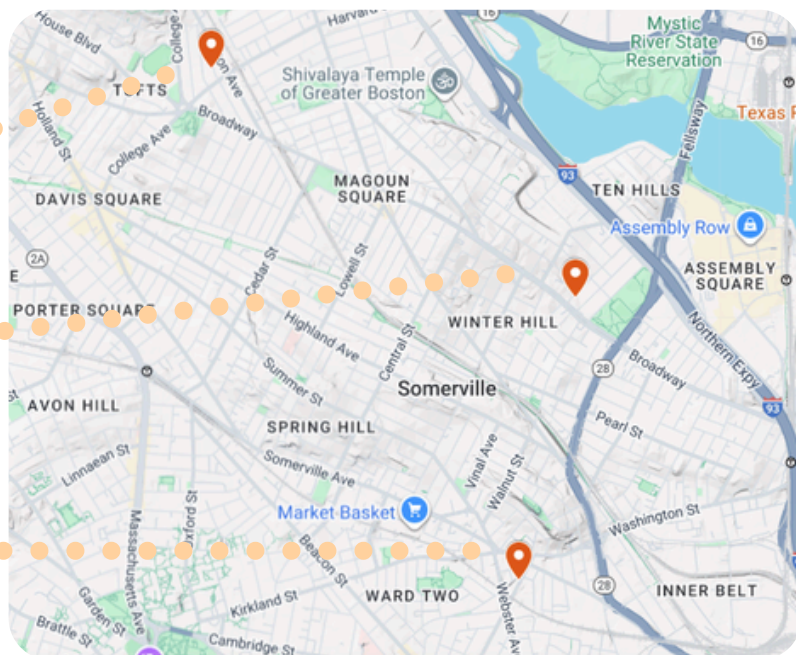 16
Harvard
House Blvd
College
Mystic
River State
Reservation
16
on Ave
Shivalaya Temple
of Greater Boston
TUFTS
Texas R
Broadway
Holland St
College Ave
Fellsway
93
MAGOUN
SQUARE
TEN HILLS
DAVIS SQUARE
Assembly Row
2A
Cedar St
Lowell St
ASSEMBLY
SQUARE
E
PORTER SQUARE
WINTER HILL
Highland Ave
Central St
Northern Expy
Broadway
28
Summer St
Somerville
93
St
AVON HILL
SPRING HILL
Pearl St
Linnaean St
Somerville Ave
Vinal Ave
Walnut St
Market Basket
Oxford St
Massachusetts Ave
Washington St
Beacon St
28
WARD TWO
INNER BELT
Garden St
Kirkland St
Webster Av
Brattle St
Cambridge St